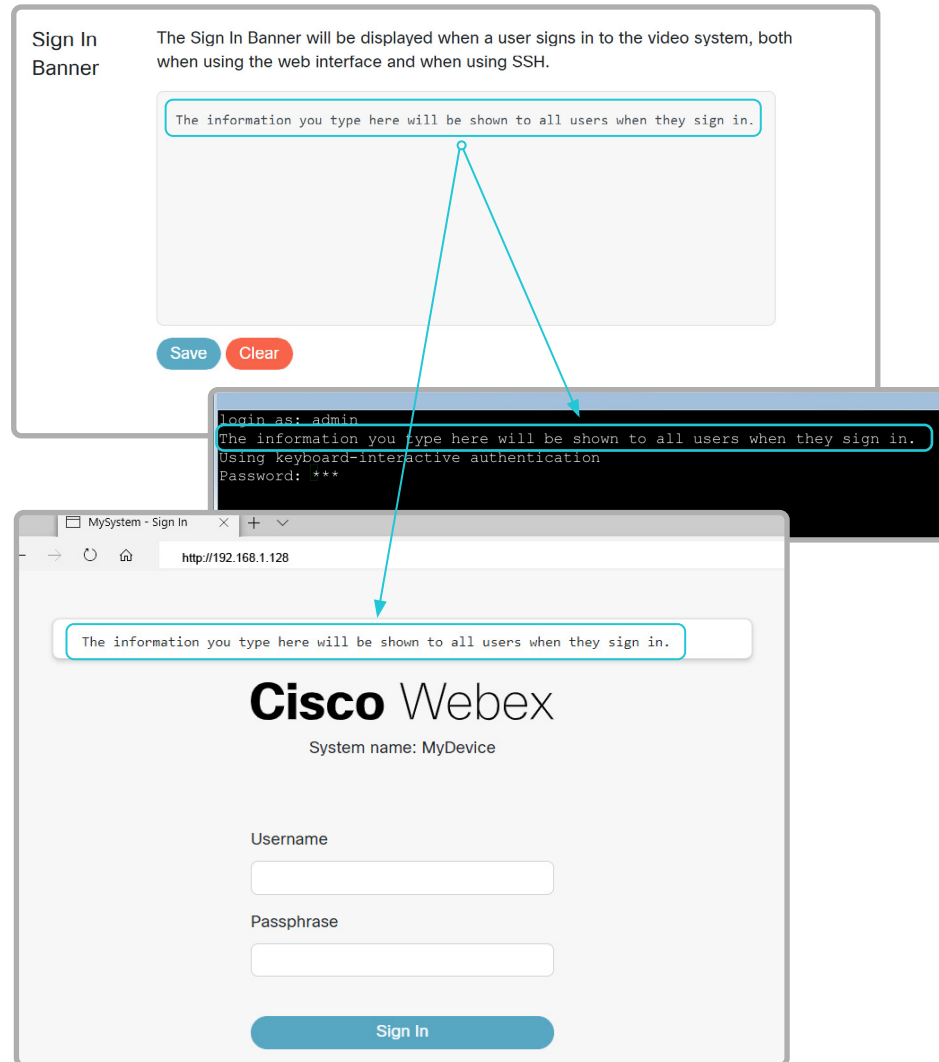 Sign In
Banner
The Sign In Banner will be displayed when a user signs in to the video system, both
when using the web interface and when using SSH.
The information you type here will be shown to all users when they sign in.
Save
Clear
login as: admin
The information you type here will be shown to all users when they sign in.
Using keyboard-interactive authentication
Password: ***
MySystem - Sign In
http://192.168.1.128
The information you type here will be shown to all users when they sign in.
Cisco Webex
System name: MyDevice
Username
Passphrase
Sign In